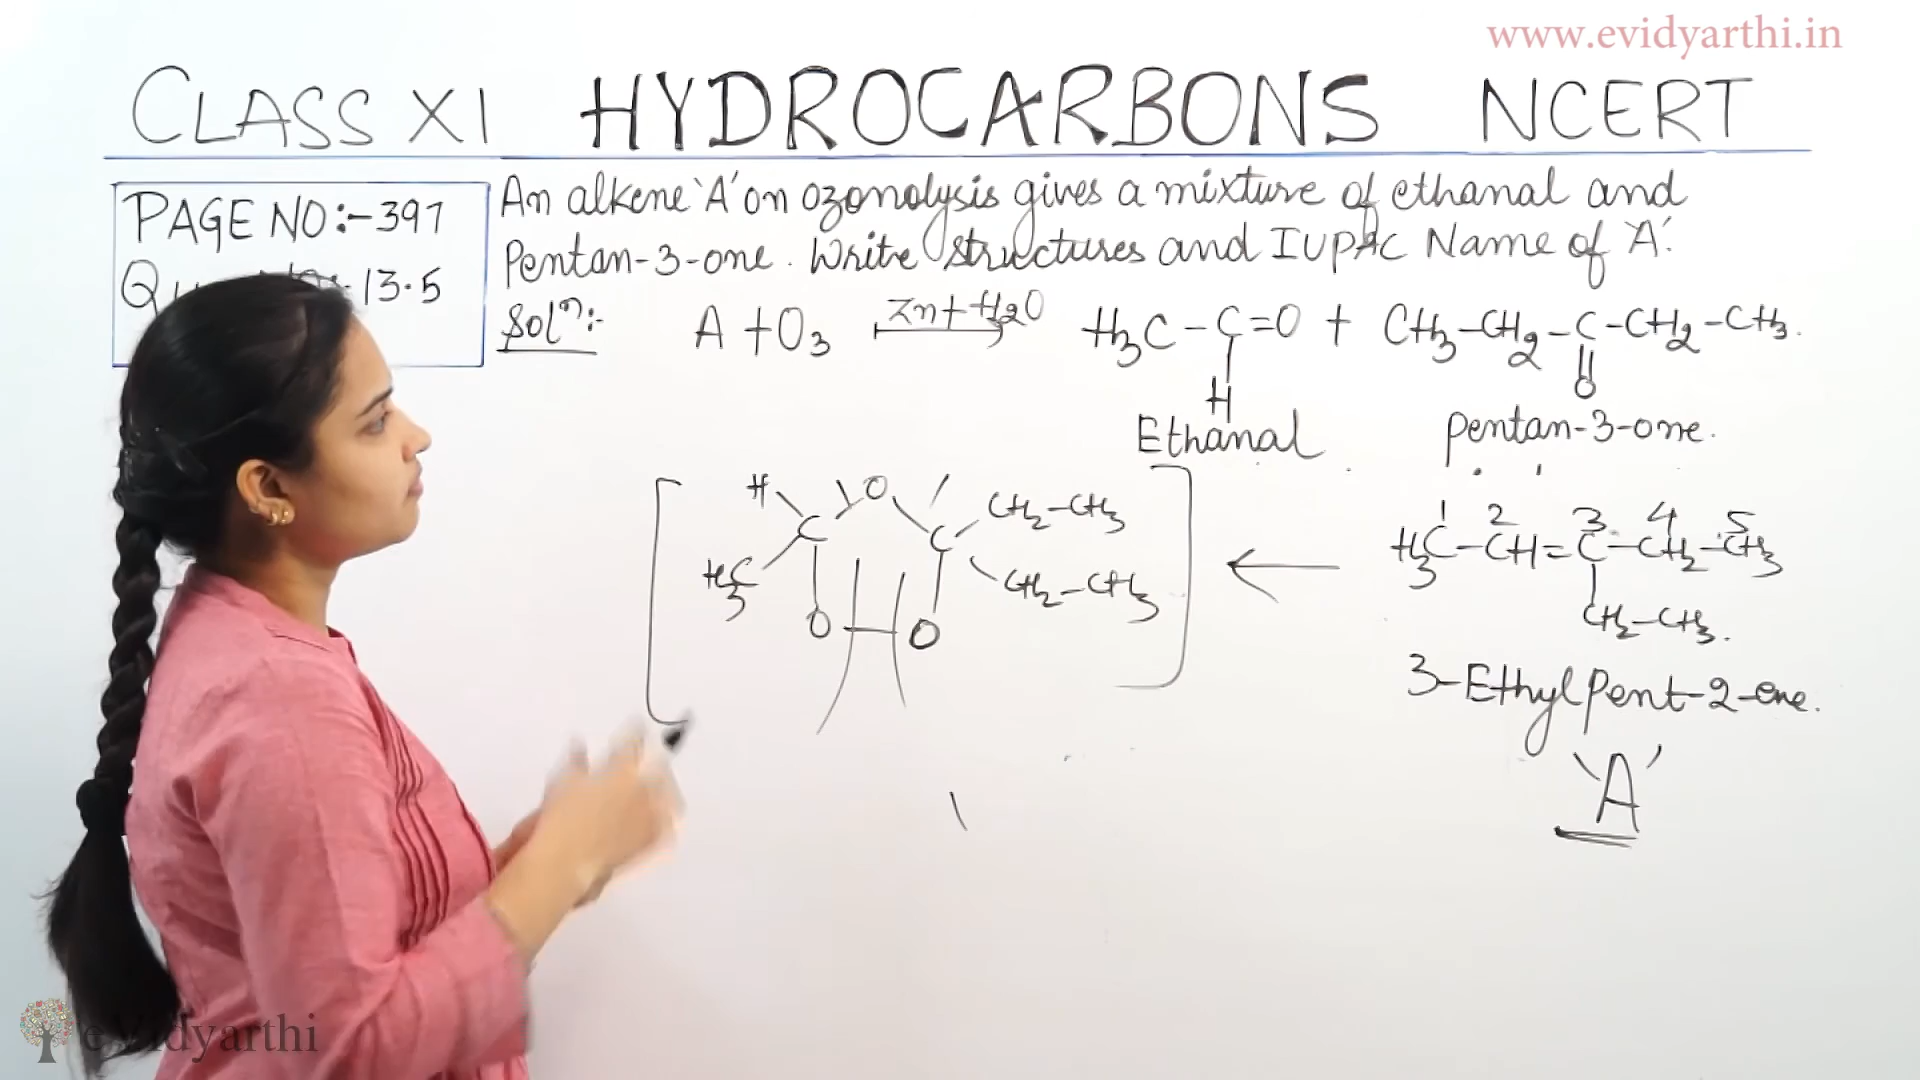 www.evidyarthi.in
CLASS XI HYDROCARBONS NCERT
PAGE NO:-397
13.5
An alkene 'A' on ozonolysis gives a mixture of ethanal and
Pentan-3-one. Write structures and IUPAC Name of 'A'.
Solⁿ:-
A + O₃ Zn+H₂O H₃C-C=O + CH₃-CH₂-C-CH₂-CH₃.
H O
Ethanal pentan-3-one.
H O CH₂-CH₃
C C
H₃C CH₂-CH₃
O O
1 2 3 4 5
H₃C-CH=C-CH₂-CH₃
CH₂-CH₃.
3-EthylPent-2-ene.
'A'
eVidyarthi